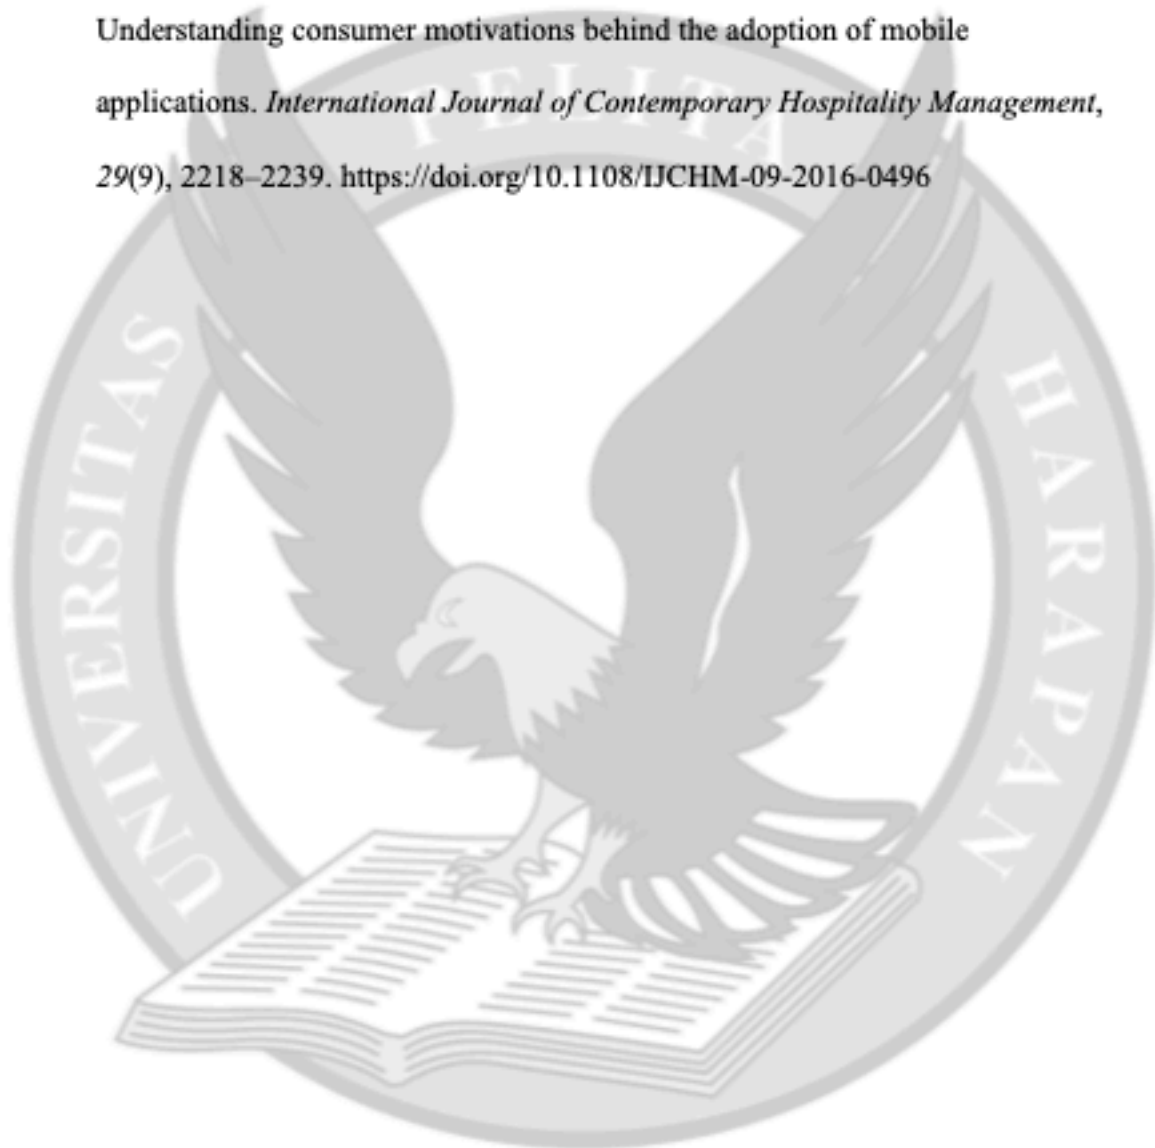 Understanding consumer motivations behind the adoption of mobile
applications. International Journal of Contemporary Hospitality Management,
29(9), 2218–2239. https://doi.org/10.1108/IJCHM-09-2016-0496
UNIVERSITAS PELITA HARAPAN